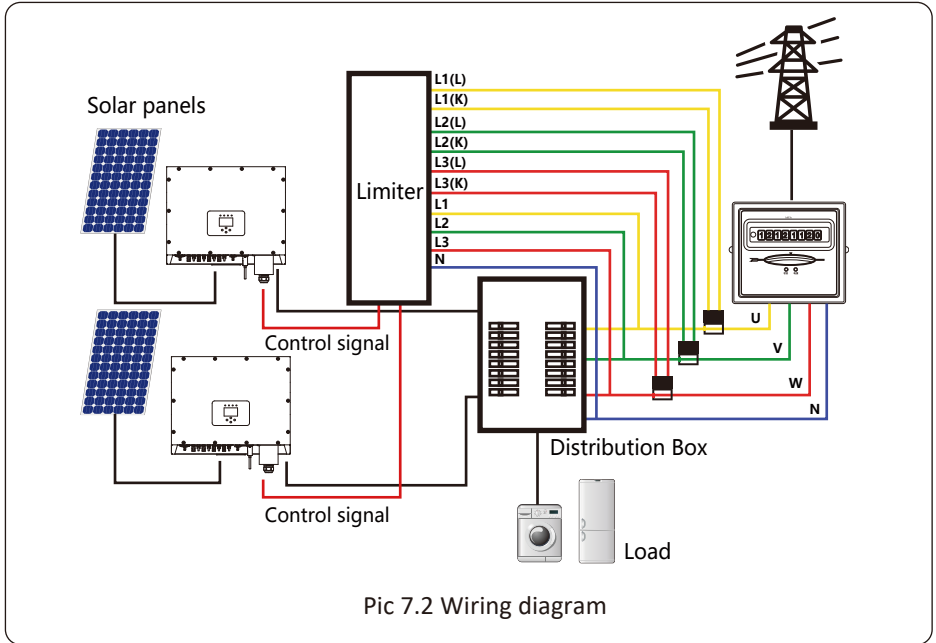 Solar panels
L1(L)
L1(K)
L2(L)
L2(K)
L3(L)
L3(K)
Limiter
L1
L2
L3
N
12121120
U
V
W
N
Control signal
Distribution Box
Control signal
Load
Pic 7.2 Wiring diagram